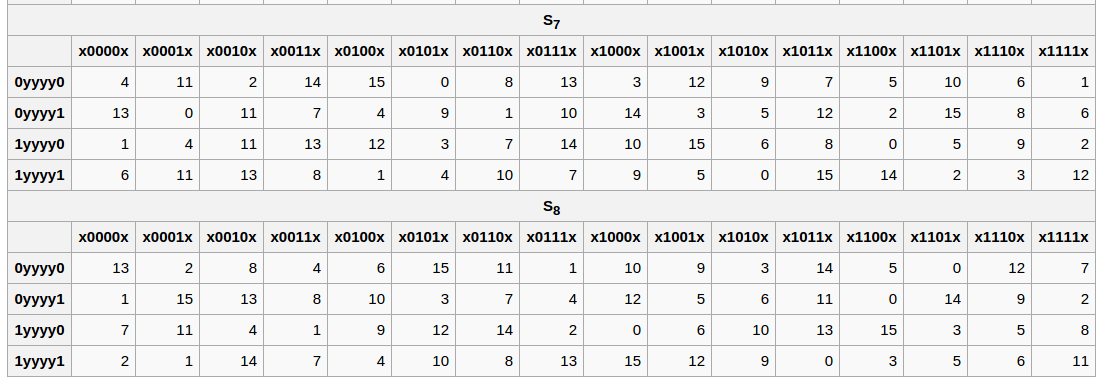 S7
x0000x x0001x x0010x x0011x x0100x x0101x x0110x x0111x x1000x x1001x x1010x x1011x x1100x x1101x x1110x x1111x
0yyyy0 4 11 2 14 15 0 8 13 3 12 9 7 5 10 6 1
0yyyy1 13 0 11 7 4 9 1 10 14 3 5 12 2 15 8 6
1yyyy0 1 4 11 13 12 3 7 14 10 15 6 8 0 5 9 2
1yyyy1 6 11 13 8 1 4 10 7 9 5 0 15 14 2 3 12
S8
x0000x x0001x x0010x x0011x x0100x x0101x x0110x x0111x x1000x x1001x x1010x x1011x x1100x x1101x x1110x x1111x
0yyyy0 13 2 8 4 6 15 11 1 10 9 3 14 5 0 12 7
0yyyy1 1 15 13 8 10 3 7 4 12 5 6 11 0 14 9 2
1yyyy0 7 11 4 1 9 12 14 2 0 6 10 13 15 3 5 8
1yyyy1 2 1 14 7 4 10 8 13 15 12 9 0 3 5 6 11